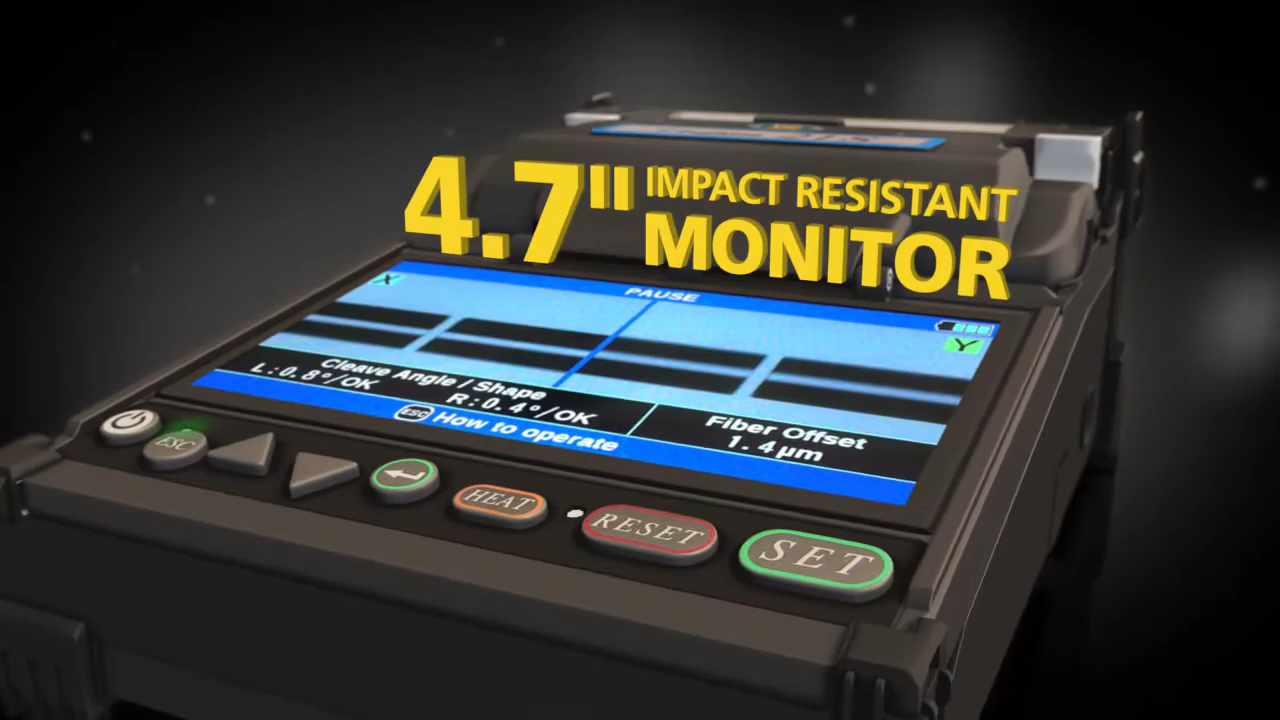 4.7" IMPACT RESISTANT
MONITOR
PAUSE
X
Y
Cleave Angle / Shape
L:0.8°/OK
R:0.4°/OK
Fiber Offset
1.4µm
ESC How to operate
ESC
HEAT
RESET
SET